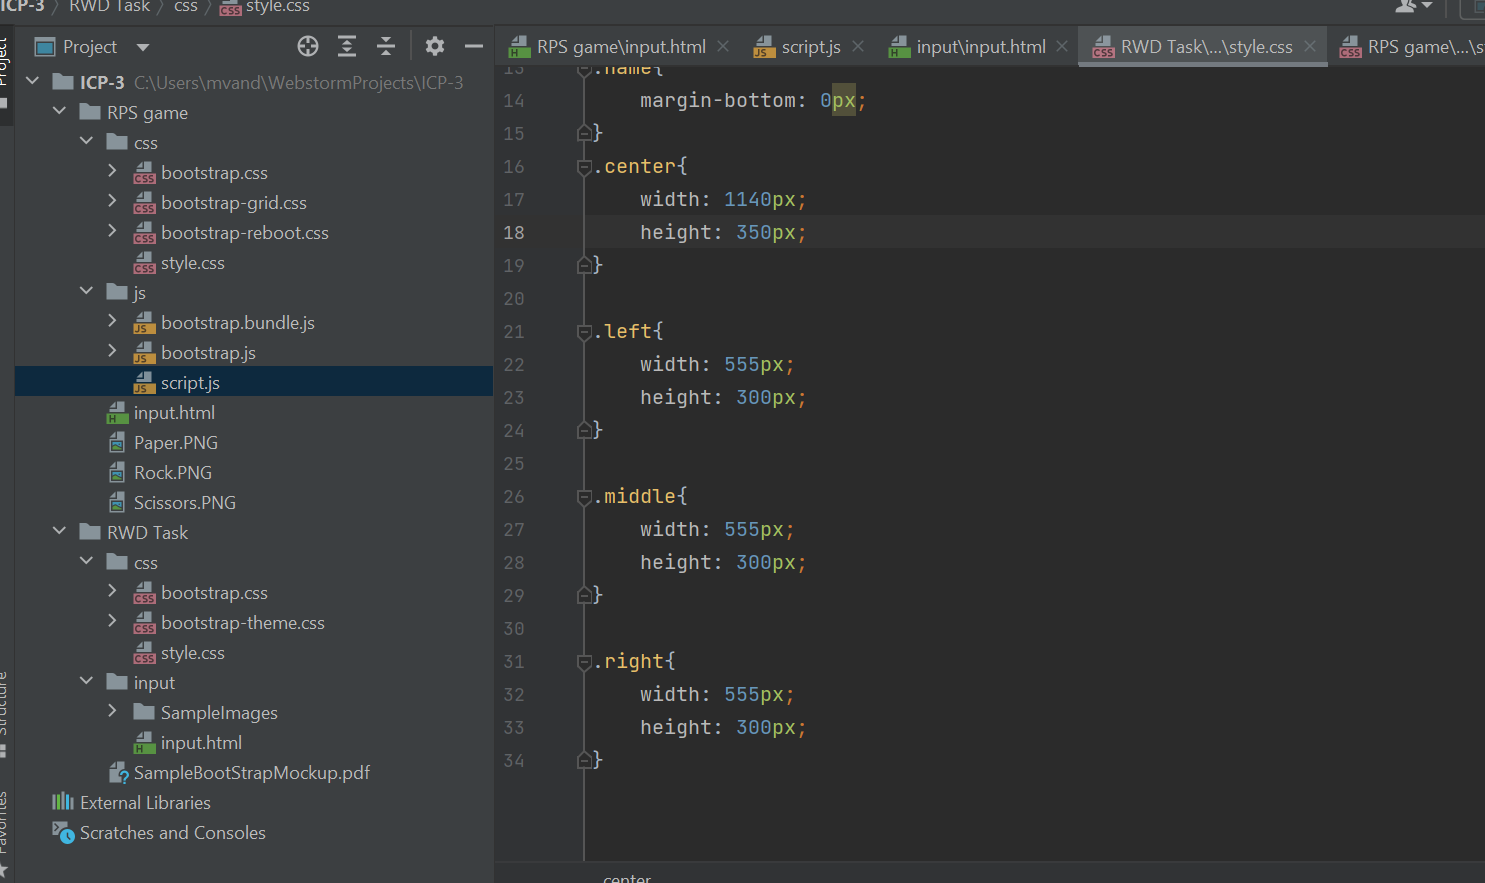 ICP-3 〉 RWD Task 〉 css 〉 style.css
Project
Project
ICP-3 C:\Users\mvand\WebstormProjects\ICP-3
RPS game
css
bootstrap.css
bootstrap-grid.css
bootstrap-reboot.css
style.css
js
bootstrap.bundle.js
bootstrap.js
script.js
input.html
Paper.PNG
Rock.PNG
Scissors.PNG
RWD Task
css
bootstrap.css
bootstrap-theme.css
style.css
input
SampleImages
input.html
SampleBootStrapMockup.pdf
External Libraries
Scratches and Consoles
Structure
Favorites
RPS game\input.html
script.js
input\input.html
RWD Task\...\style.css
RPS game\...\s
13 .name{
14 margin-bottom: 0px;
15 }
16 .center{
17 width: 1140px;
18 height: 350px;
19 }
20
21 .left{
22 width: 555px;
23 height: 300px;
24 }
25
26 .middle{
27 width: 555px;
28 height: 300px;
29 }
30
31 .right{
32 width: 555px;
33 height: 300px;
34 }
.center